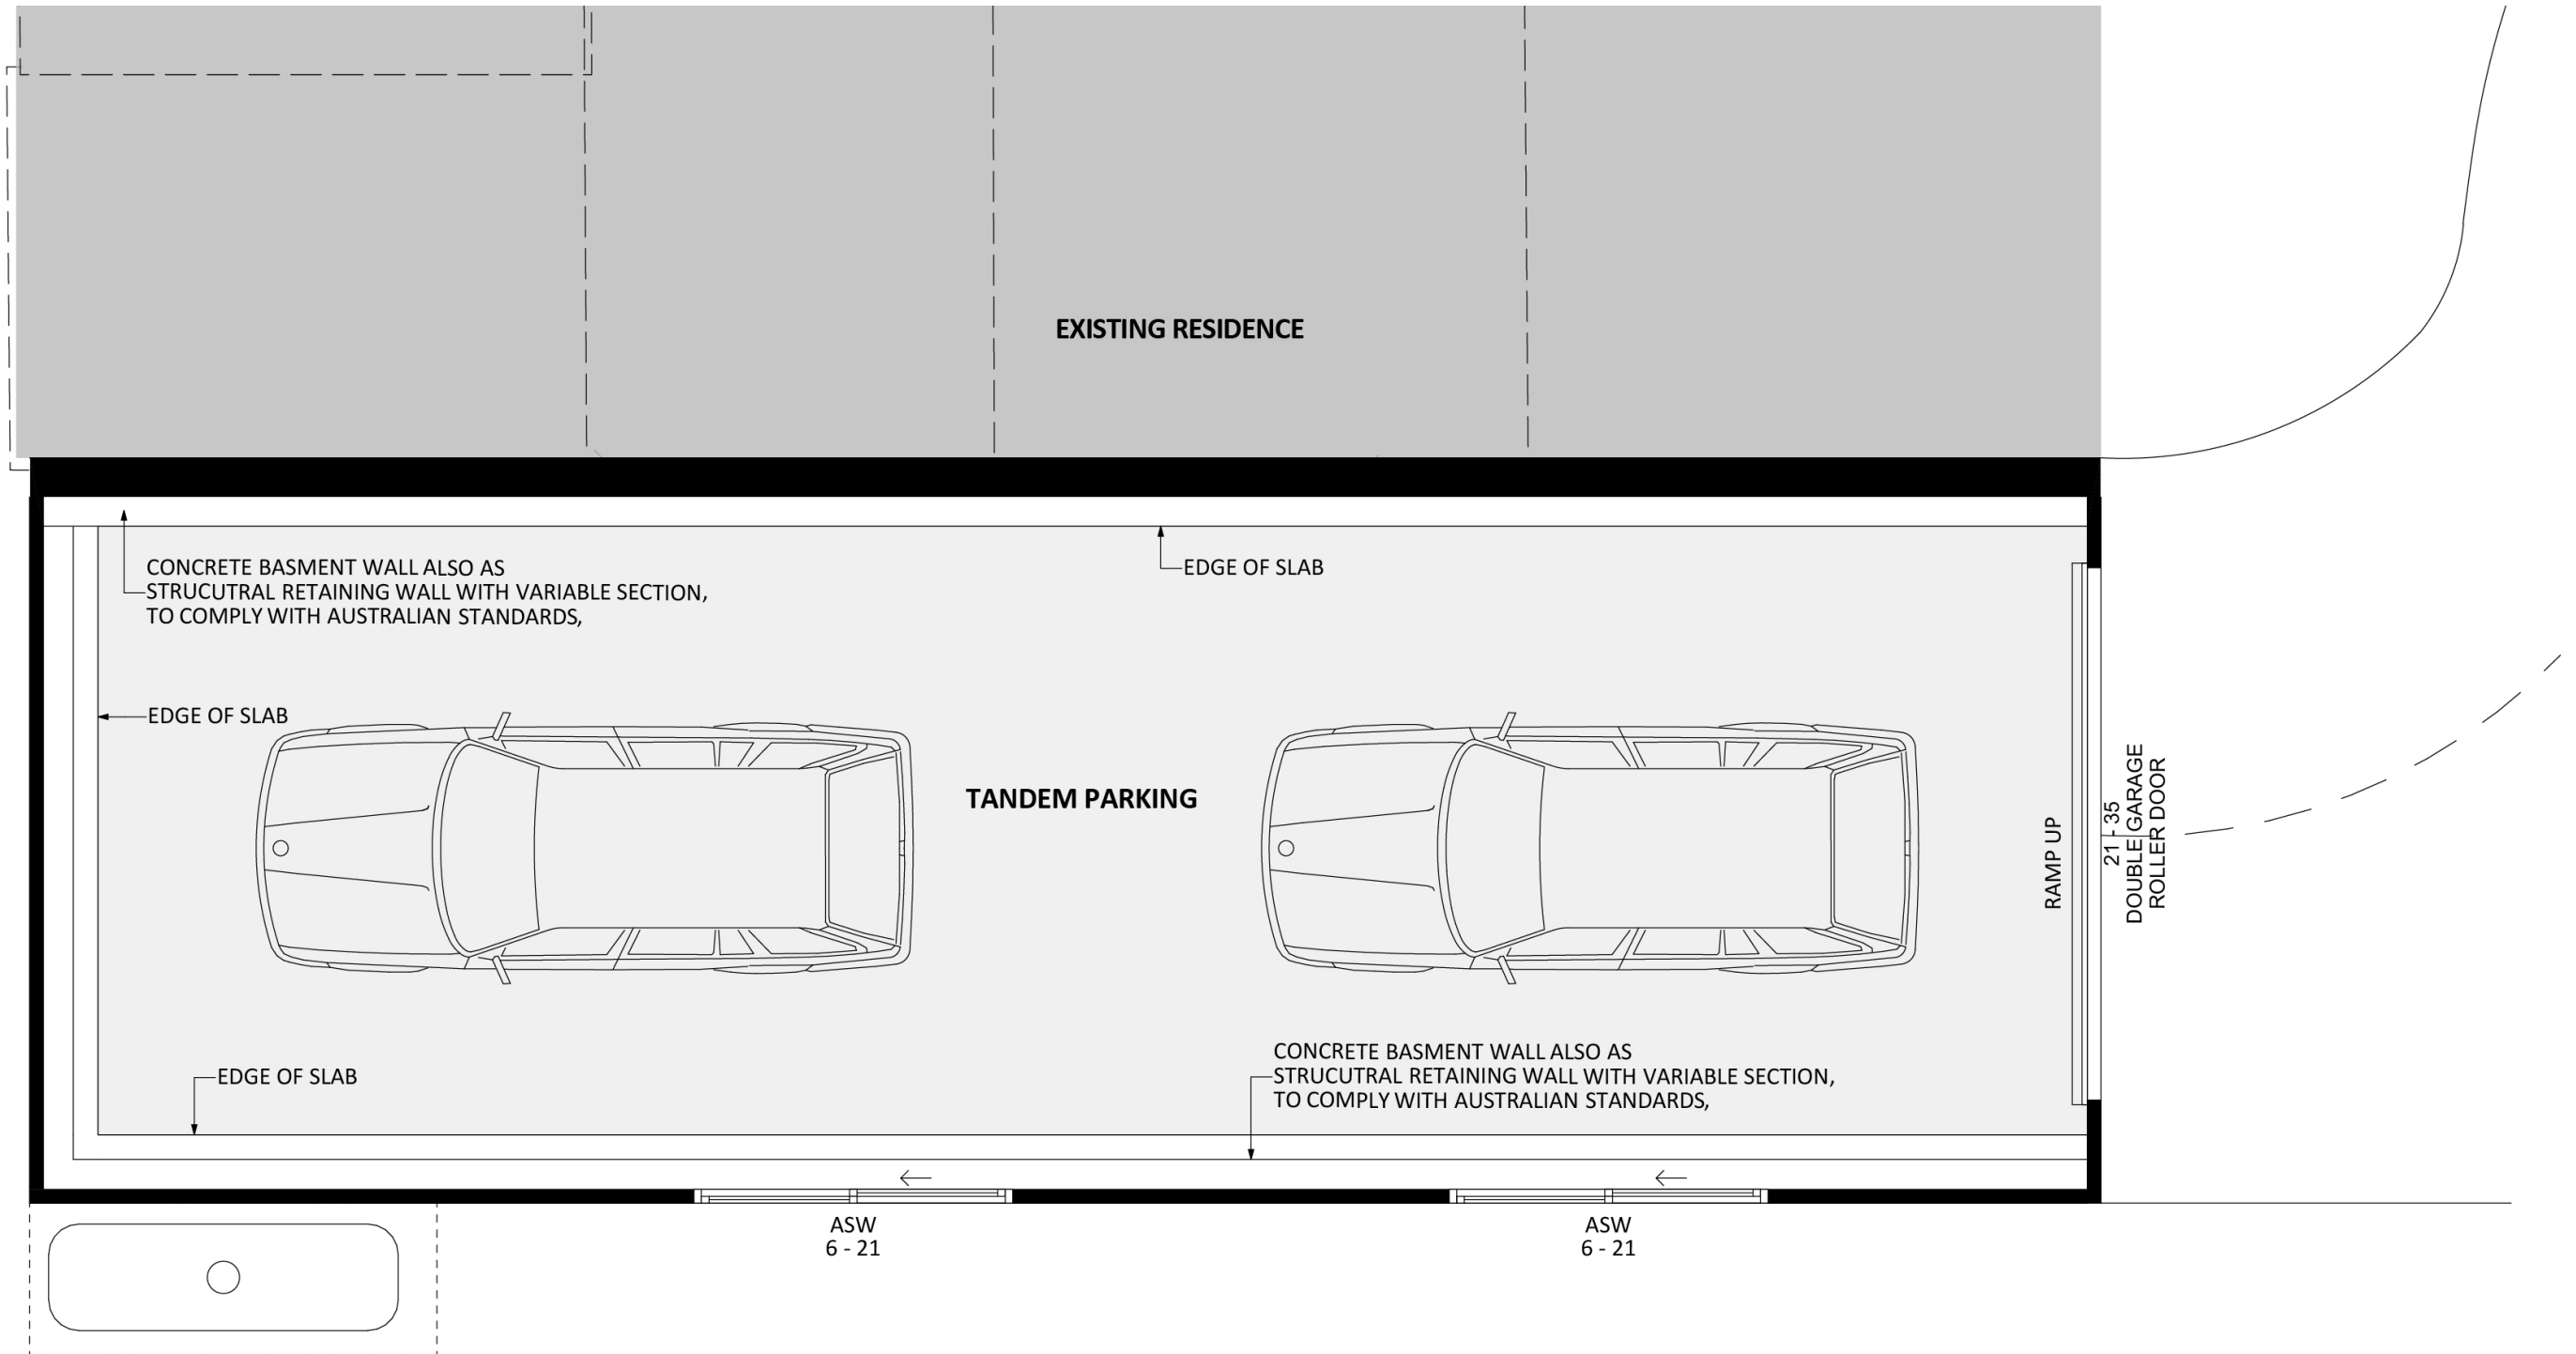 EXISTING RESIDENCE
CONCRETE BASMENT WALL ALSO AS
STRUCUTRAL RETAINING WALL WITH VARIABLE SECTION,
TO COMPLY WITH AUSTRALIAN STANDARDS,
EDGE OF SLAB
EDGE OF SLAB
TANDEM PARKING
RAMP UP
21 - 35
DOUBLE GARAGE
ROLLER DOOR
EDGE OF SLAB
CONCRETE BASMENT WALL ALSO AS
STRUCUTRAL RETAINING WALL WITH VARIABLE SECTION,
TO COMPLY WITH AUSTRALIAN STANDARDS,
ASW
6 - 21
ASW
6 - 21